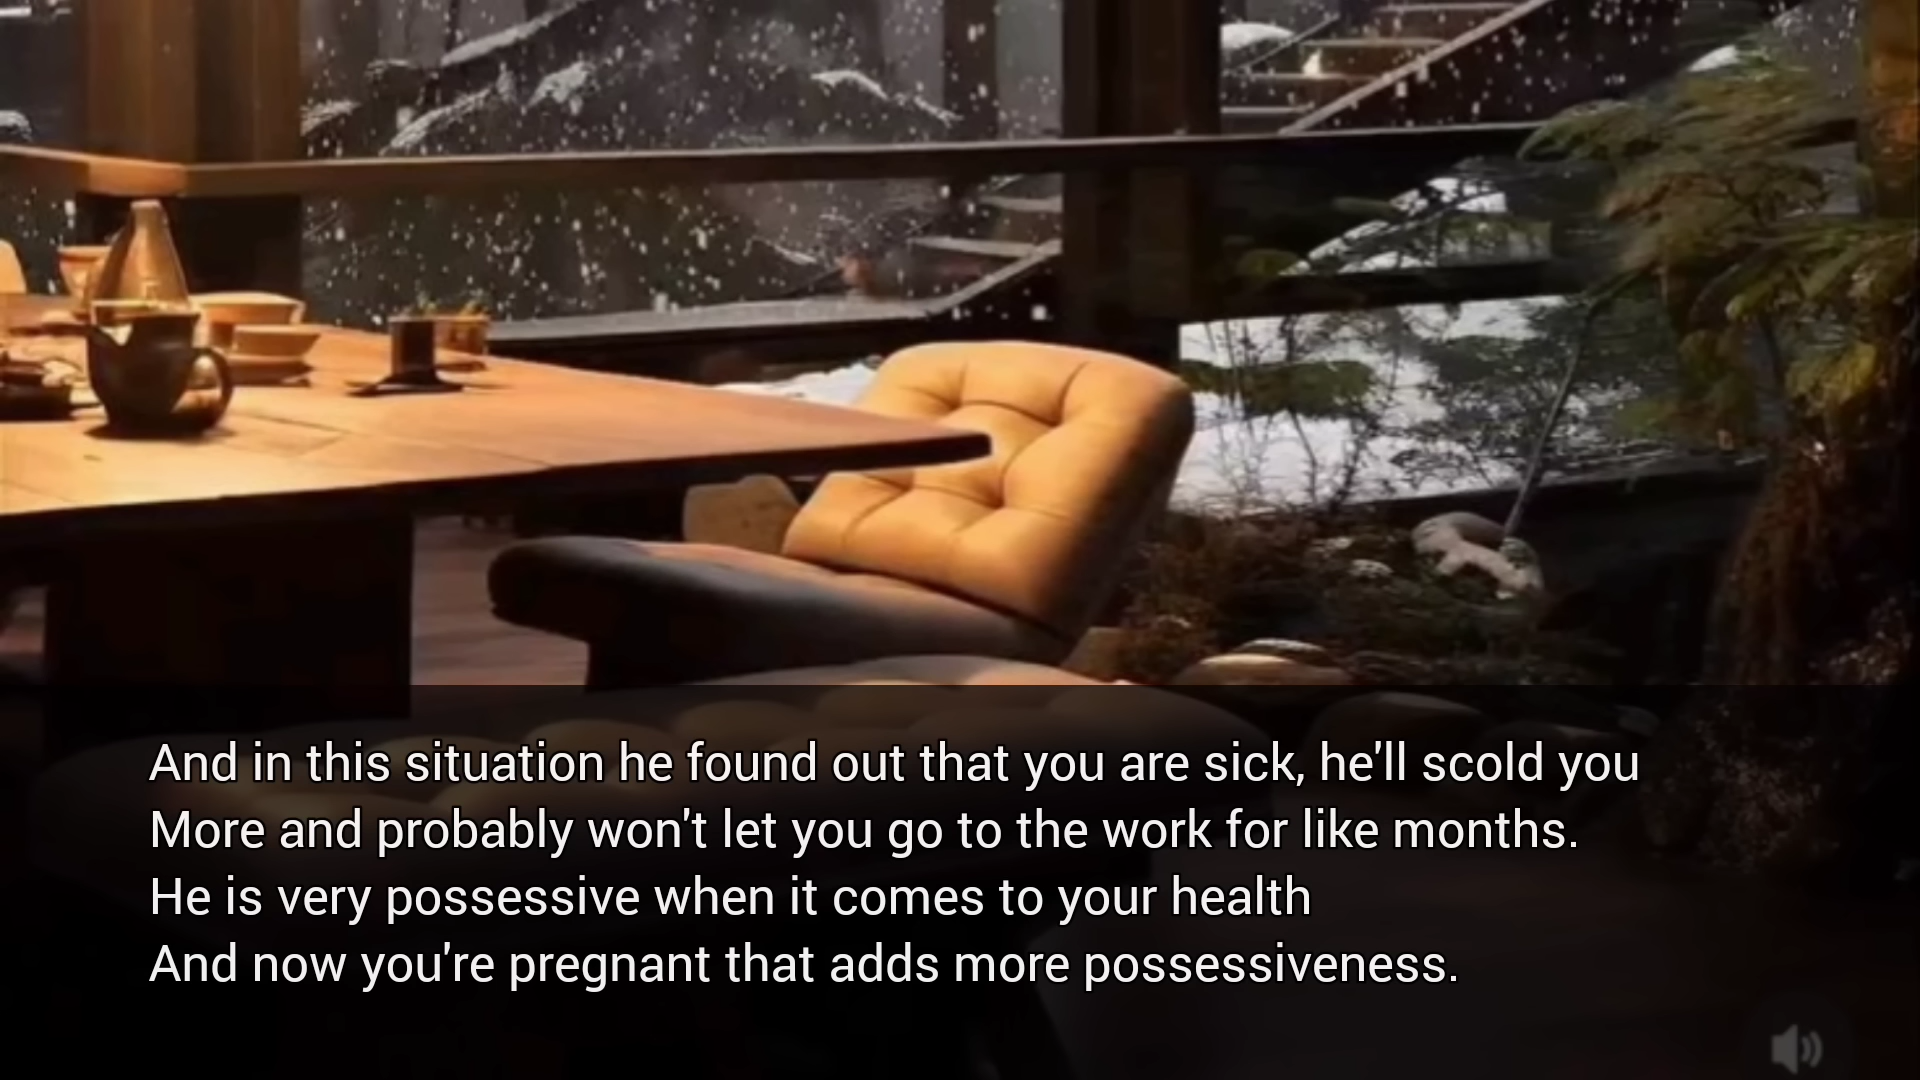 And in this situation he found out that you are sick, he'll scold you
More and probably won't let you go to the work for like months.
He is very possessive when it comes to your health
And now you're pregnant that adds more possessiveness.